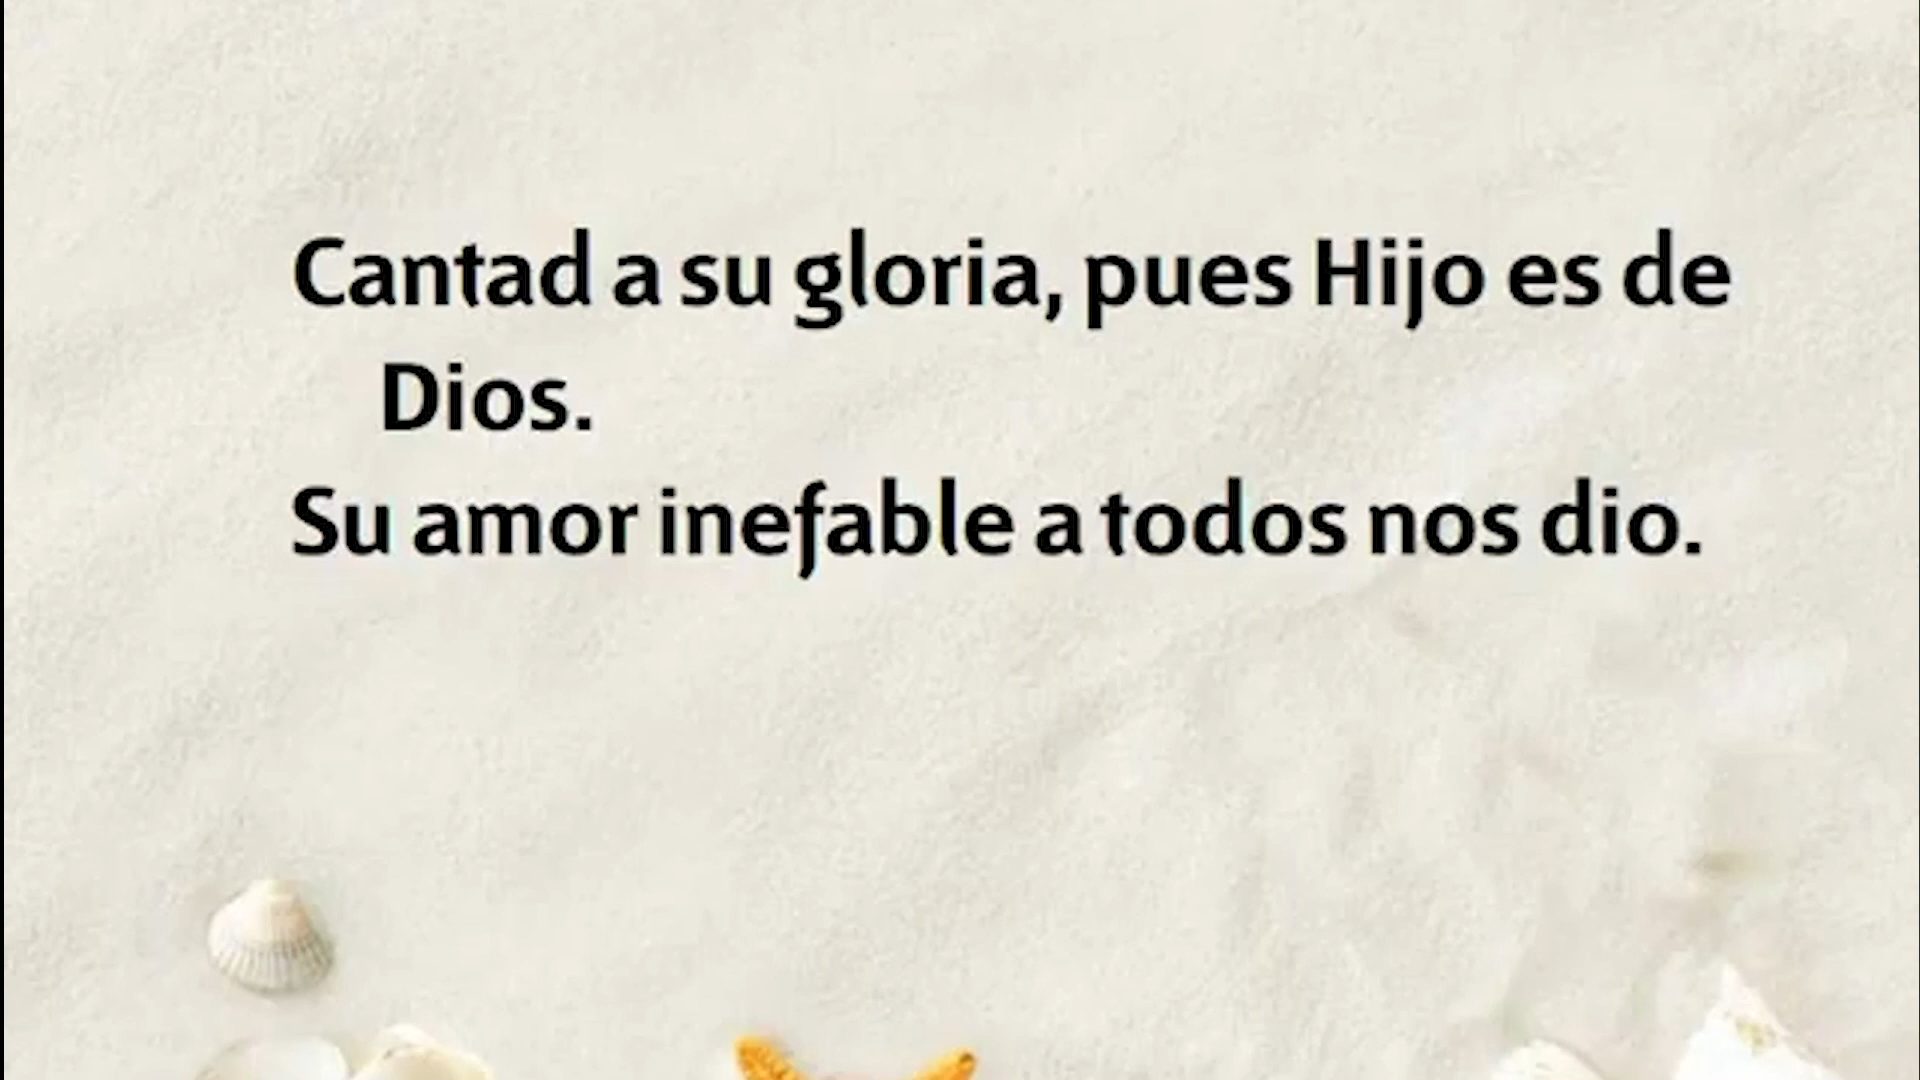 Cantad a su gloria, pues Hijo es de
Dios.
Su amor inefable a todos nos dio.